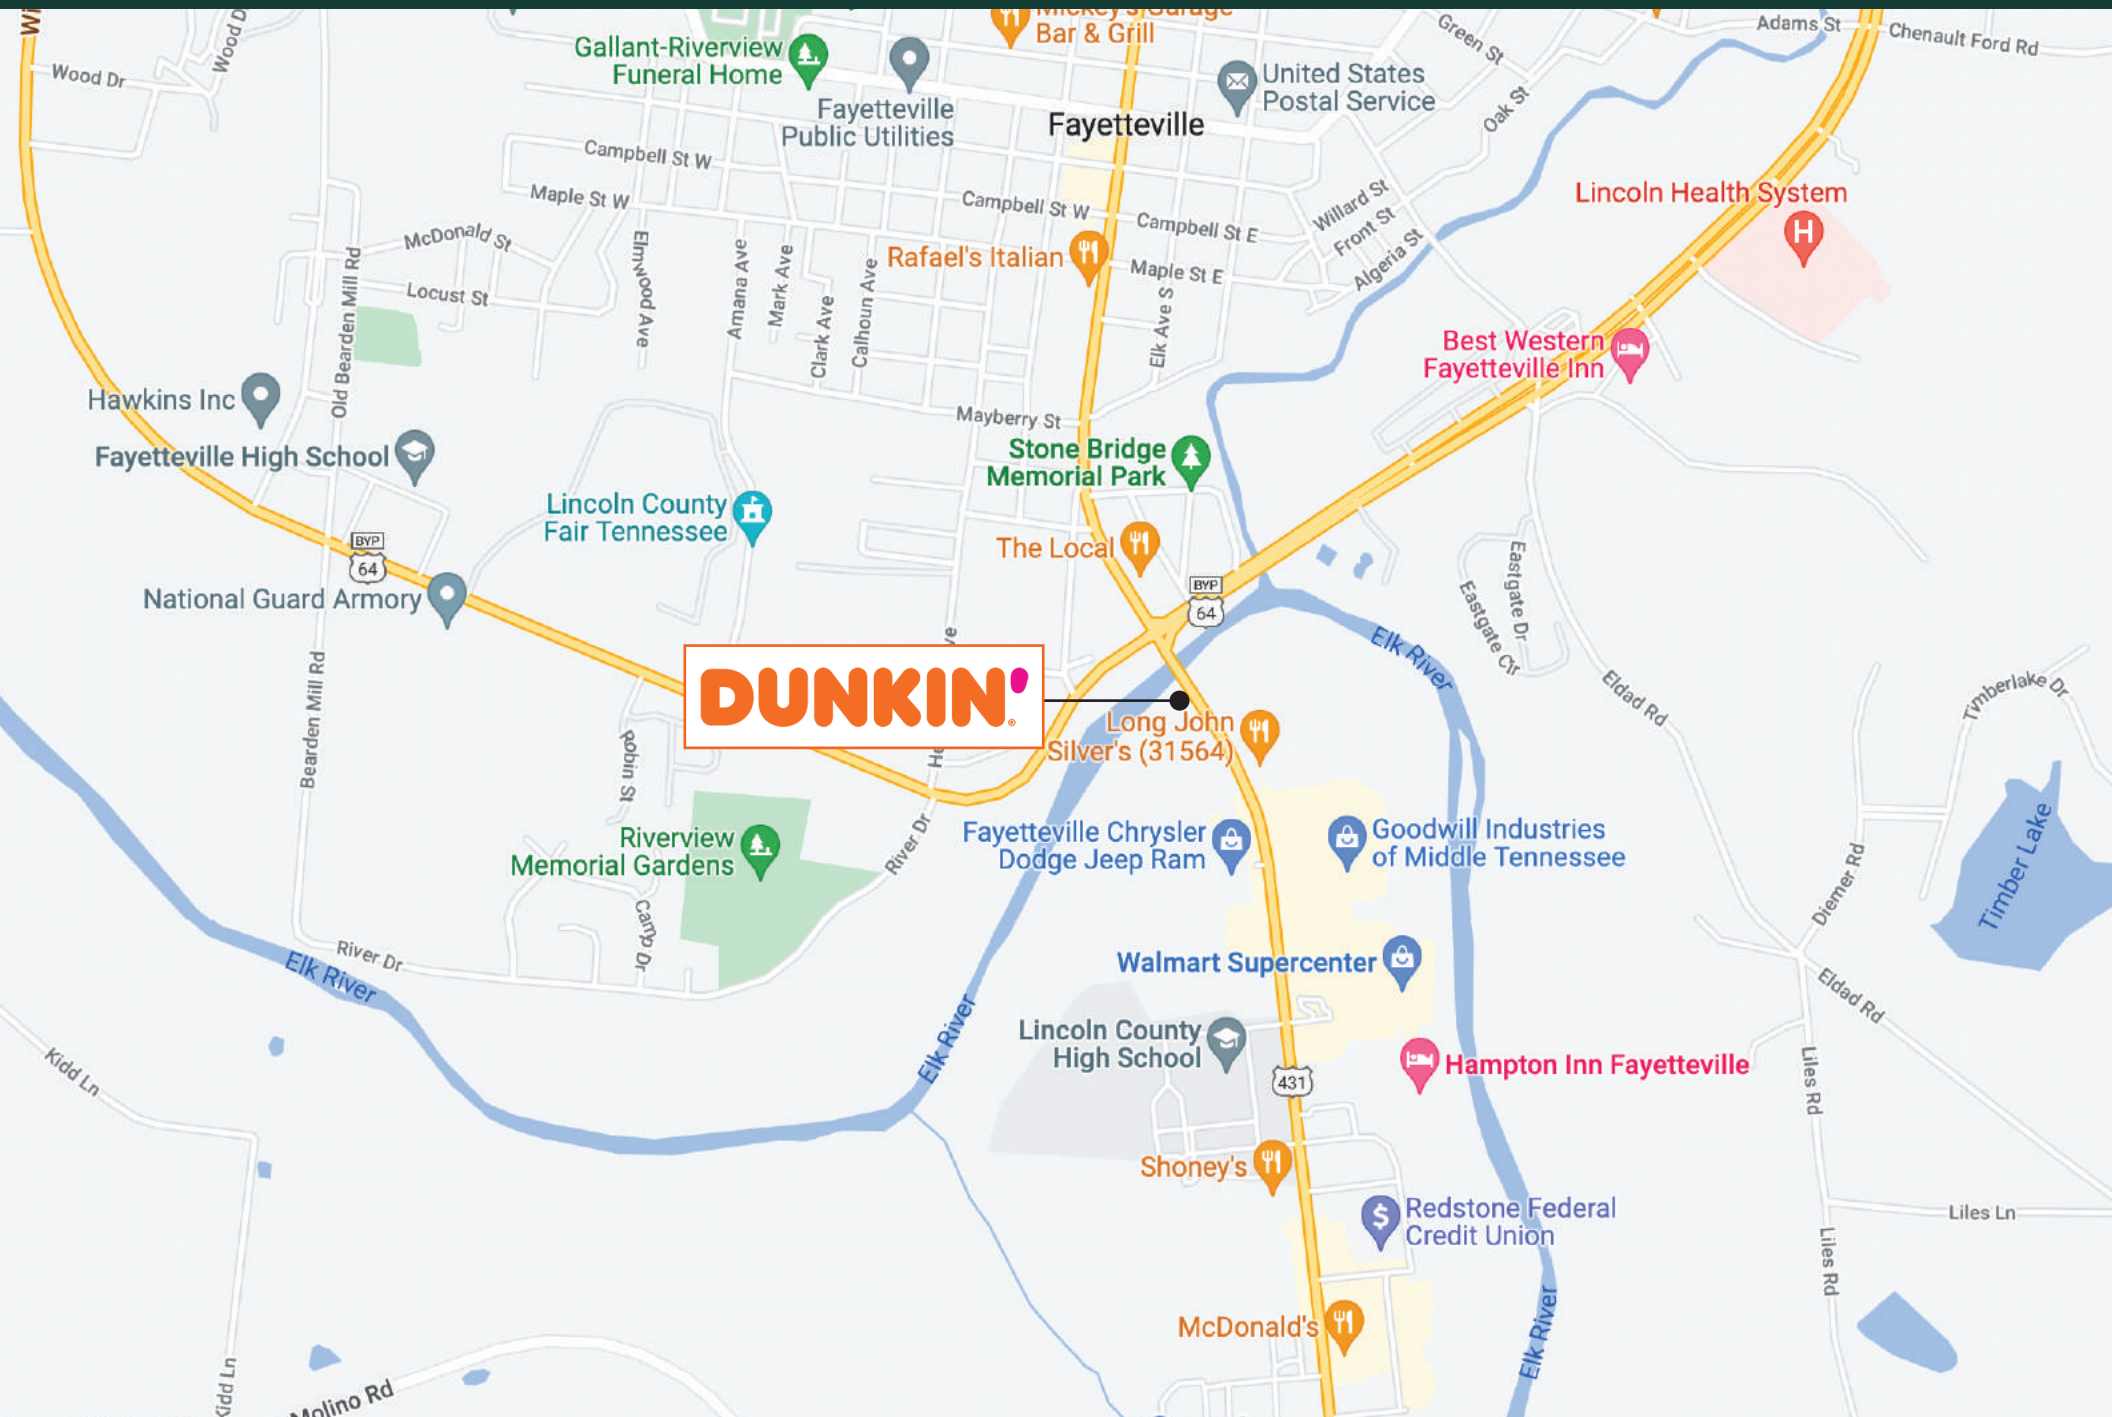 Wi
Wood Dr
Wood D
Gallant-Riverview
Funeral Home
Fayetteville
Public Utilities
Mickey's Garage
Bar & Grill
United States
Postal Service
Fayetteville
Green St
Oak St
Adams St
Chenault Ford Rd
Campbell St W
Maple St W
Campbell St W
Campbell St E
Willard St
Front St
Algeria St
Lincoln Health System
H
McDonald St
Locust St
Old Bearden Mill Rd
Elmwood Ave
Amana Ave
Mark Ave
Clark Ave
Calhoun Ave
Rafael's Italian
Maple St E
Elk Ave S
Best Western
Fayetteville Inn
Hawkins Inc
Fayetteville High School
Mayberry St
Stone Bridge
Memorial Park
Lincoln County
Fair Tennessee
The Local
BYP
64
National Guard Armory
BYP
64
Elk River
Eastgate Dr
Eastgate Cir
Eldad Rd
Timberlake Dr
Bearden Mill Rd
Robin St
ve
He
DUNKIN'®
Long John
Silver's (31564)
Riverview
Memorial Gardens
River Dr
Fayetteville Chrysler
Dodge Jeep Ram
Goodwill Industries
of Middle Tennessee
Diemer Rd
Timber Lake
Camp Dr
River Dr
Elk River
Walmart Supercenter
Eldad Rd
Elk River
Lincoln County
High School
Hampton Inn Fayetteville
431
Kidd Ln
Liles Rd
Shoney's
$
Redstone Federal
Credit Union
Liles Ln
Liles Rd
McDonald's
Elk River
Kidd Ln
Molino Rd